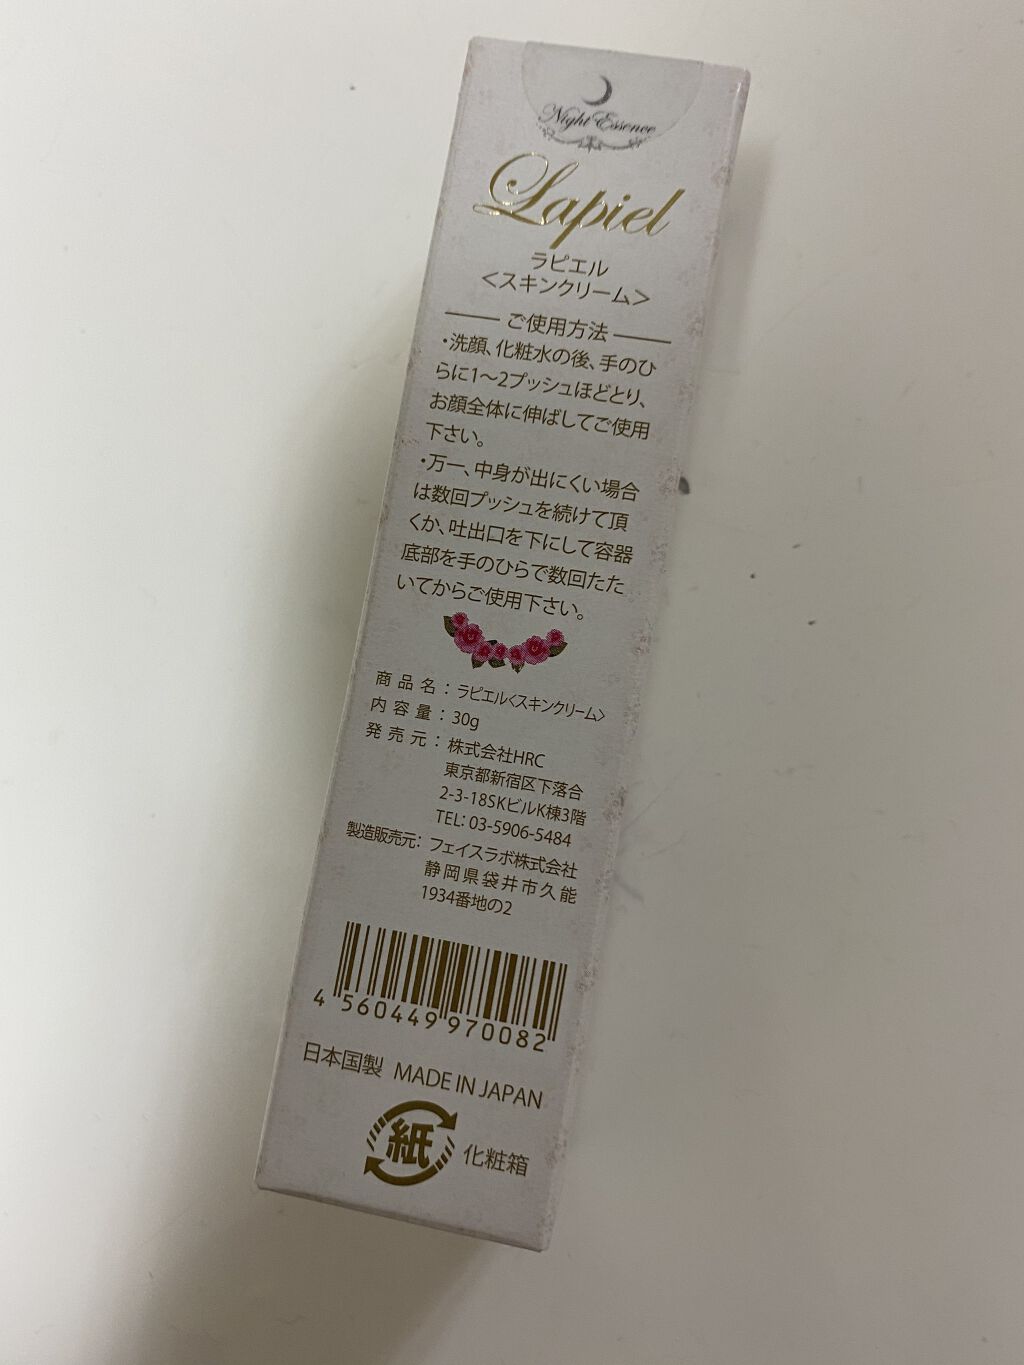 Night Essence
Lapiel
ラピエル
<スキンクリーム>
ご使用方法
・洗顔、化粧水の後、手のひ
らに1〜2プッシュほどとり、
お顔全体に伸ばしてご使用
下さい。
・万一、中身が出にくい場合
は数回プッシュを続けて頂
くか、吐出口を下にして容器
底部を手のひらで数回たた
いてからご使用下さい。
商品名：ラピエル<スキンクリーム>
内容量：30g
発売元：株式会社HRC
東京都新宿区下落合
2-3-18SKビルK棟3階
TEL: 03-5906-5484
製造販売元：フェイスラボ株式会社
静岡県袋井市久能
1934番地の2
4 560449 970082
日本国製 MADE IN JAPAN
紙 化粧箱